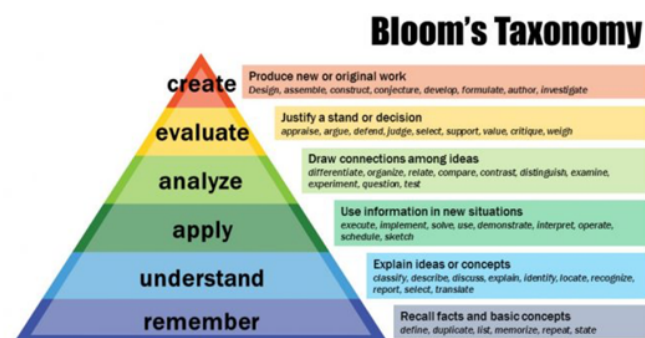 Bloom's Taxonomy
create
Produce new or original work
Design, assemble, construct, conjecture, develop, formulate, author, investigate
evaluate
Justify a stand or decision
appraise, argue, defend, judge, select, support, value, critique, weigh
analyze
Draw connections among ideas
differentiate, organize, relate, compare, contrast, distinguish, examine,
experiment, question, test
apply
Use information in new situations
execute, implement, solve, use, demonstrate, interpret, operate,
schedule, sketch
understand
Explain ideas or concepts
classify, describe, discuss, explain, identify, locate, recognize,
report, select, translate
remember
Recall facts and basic concepts
define, duplicate, list, memorize, repeat, state